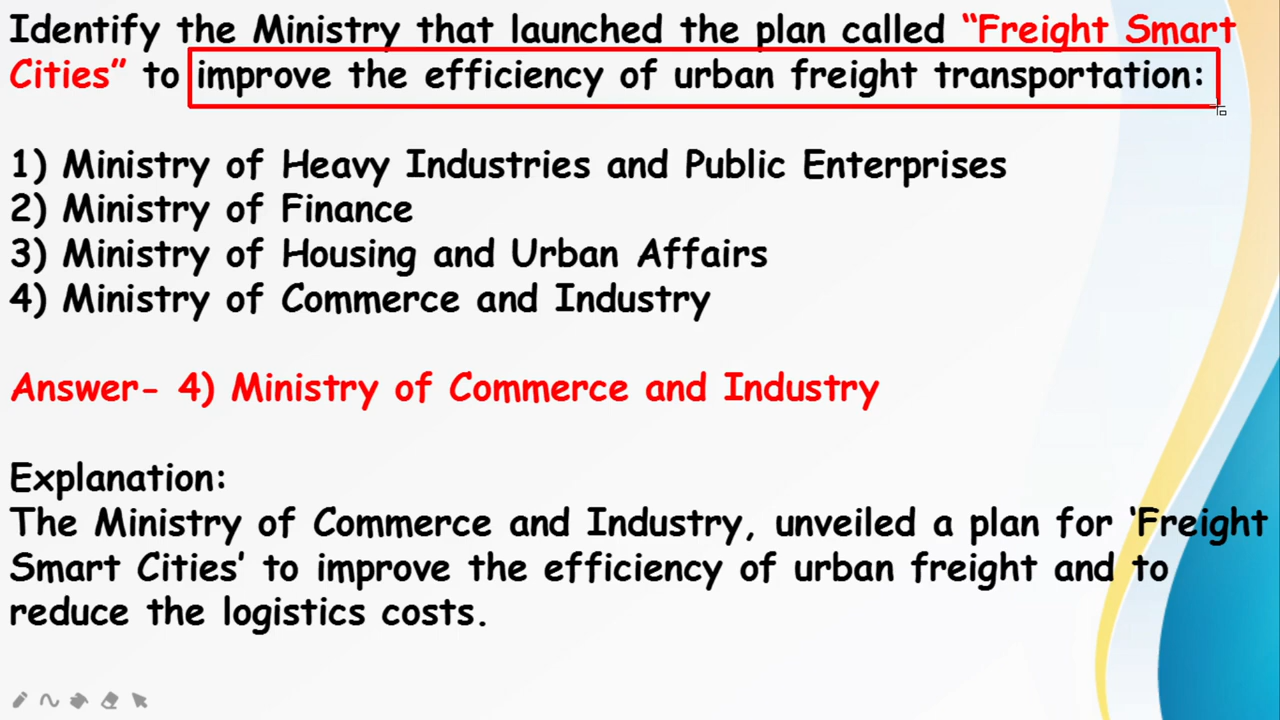 Identify the Ministry that launched the plan called “Freight Smart
Cities” to improve the efficiency of urban freight transportation:
1) Ministry of Heavy Industries and Public Enterprises
2) Ministry of Finance
3) Ministry of Housing and Urban Affairs
4) Ministry of Commerce and Industry
Answer- 4) Ministry of Commerce and Industry
Explanation:
The Ministry of Commerce and Industry, unveiled a plan for ‘Freight
Smart Cities’ to improve the efficiency of urban freight and to
reduce the logistics costs.